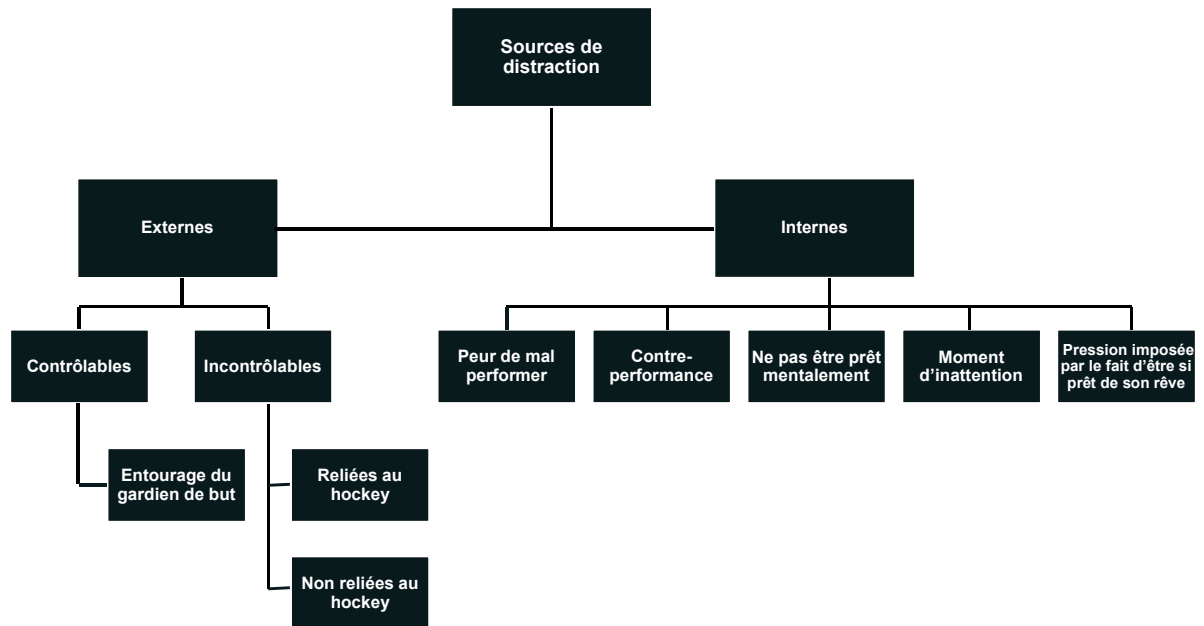 Sources de
distraction
Externes
Internes
Contrôlables
Incontrôlables
Peur de mal
performer
Contre-
performance
Ne pas être prêt
mentalement
Moment
d’inattention
Pression imposée
par le fait d’être si
prêt de son rêve
Entourage du
gardien de but
Reliées au
hockey
Non reliées au
hockey